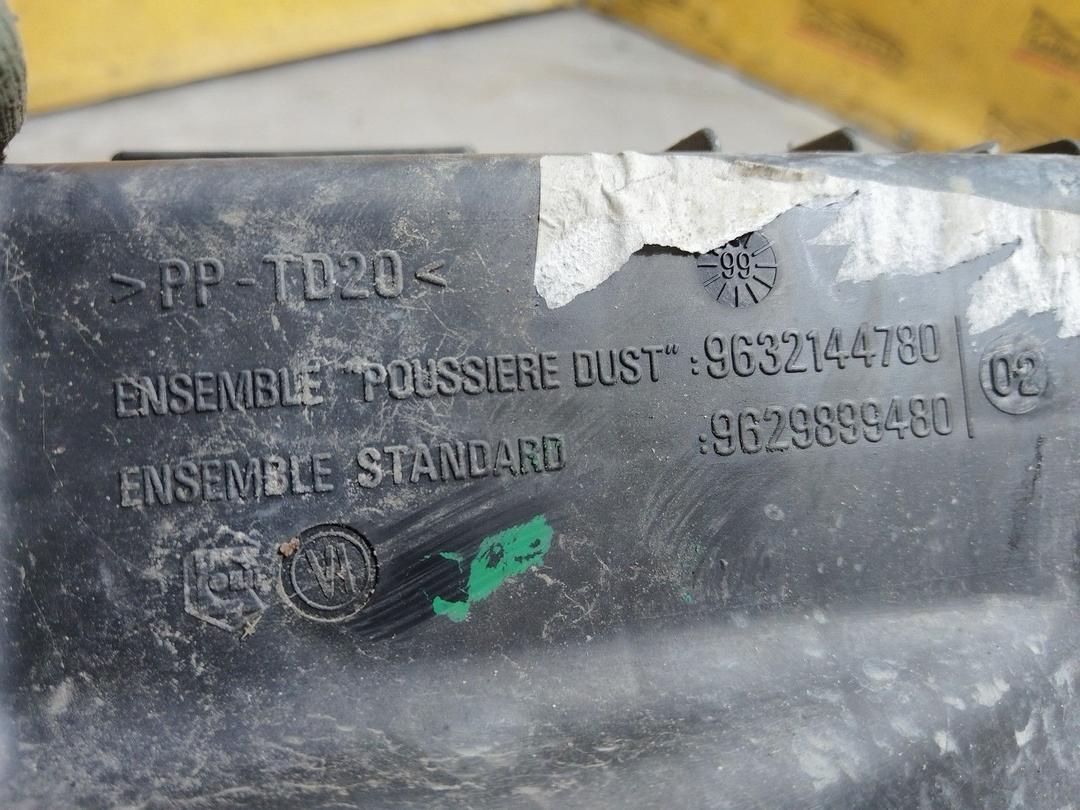 >PP-TD20<
99
ENSEMBLE "POUSSIERE DUST" :9632144780
ENSEMBLE STANDARD :9629899480
02